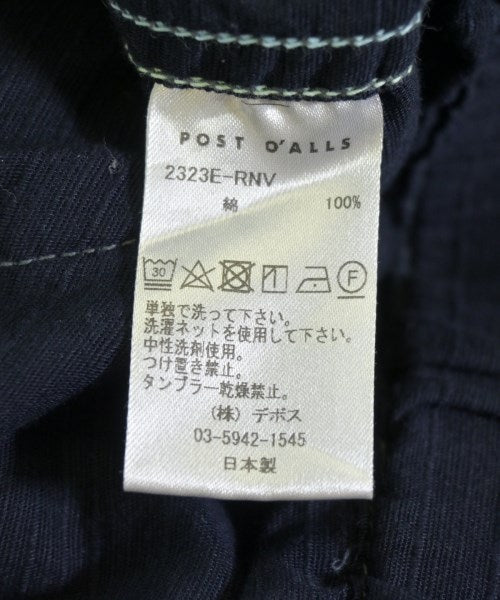 POST O'ALLS
2323E-RNV
綿 100%
30 F
単独で洗って下さい。
洗濯ネットを使用して下さい。
中性洗剤使用。
つけ置き禁止。
タンブラー乾燥禁止。
(株) デポス
03-5942-1545
日本製